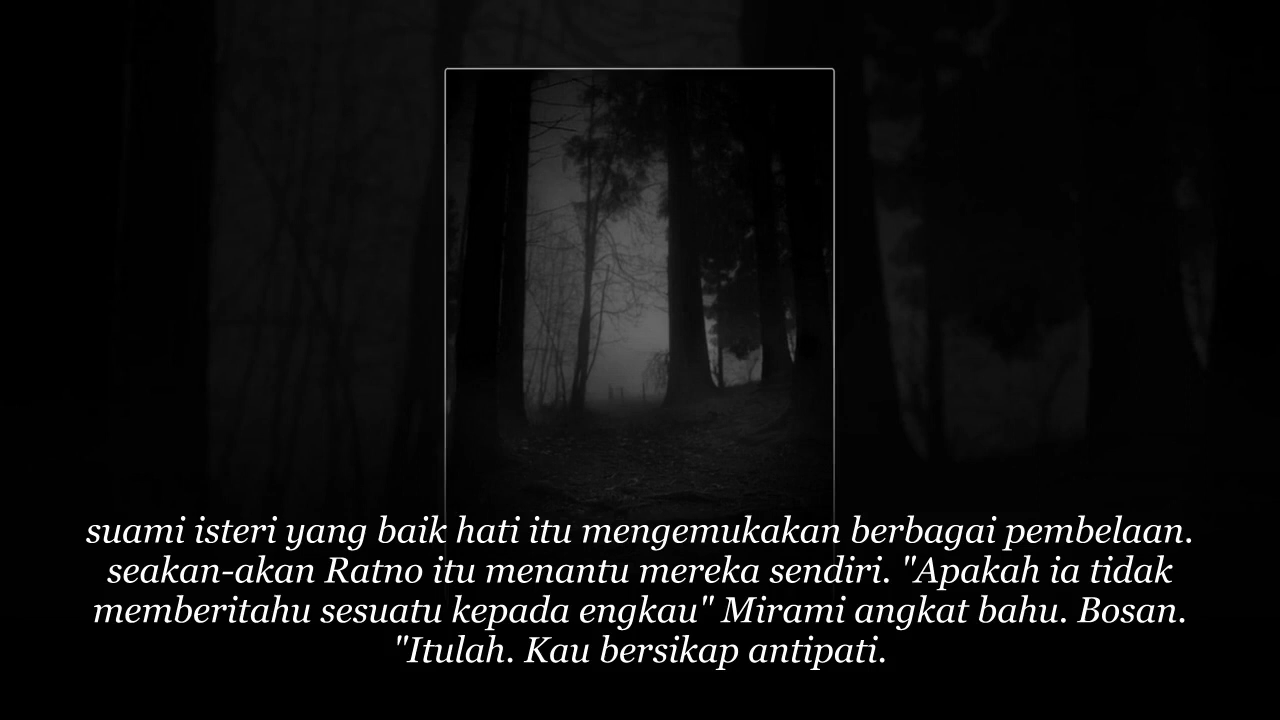 suami isteri yang baik hati itu mengemukakan berbagai pembelaan.
seakan-akan Ratno itu menantu mereka sendiri. "Apakah ia tidak
memberitahu sesuatu kepada engkau" Mirami angkat bahu. Bosan.
"Itulah. Kau bersikap antipati.